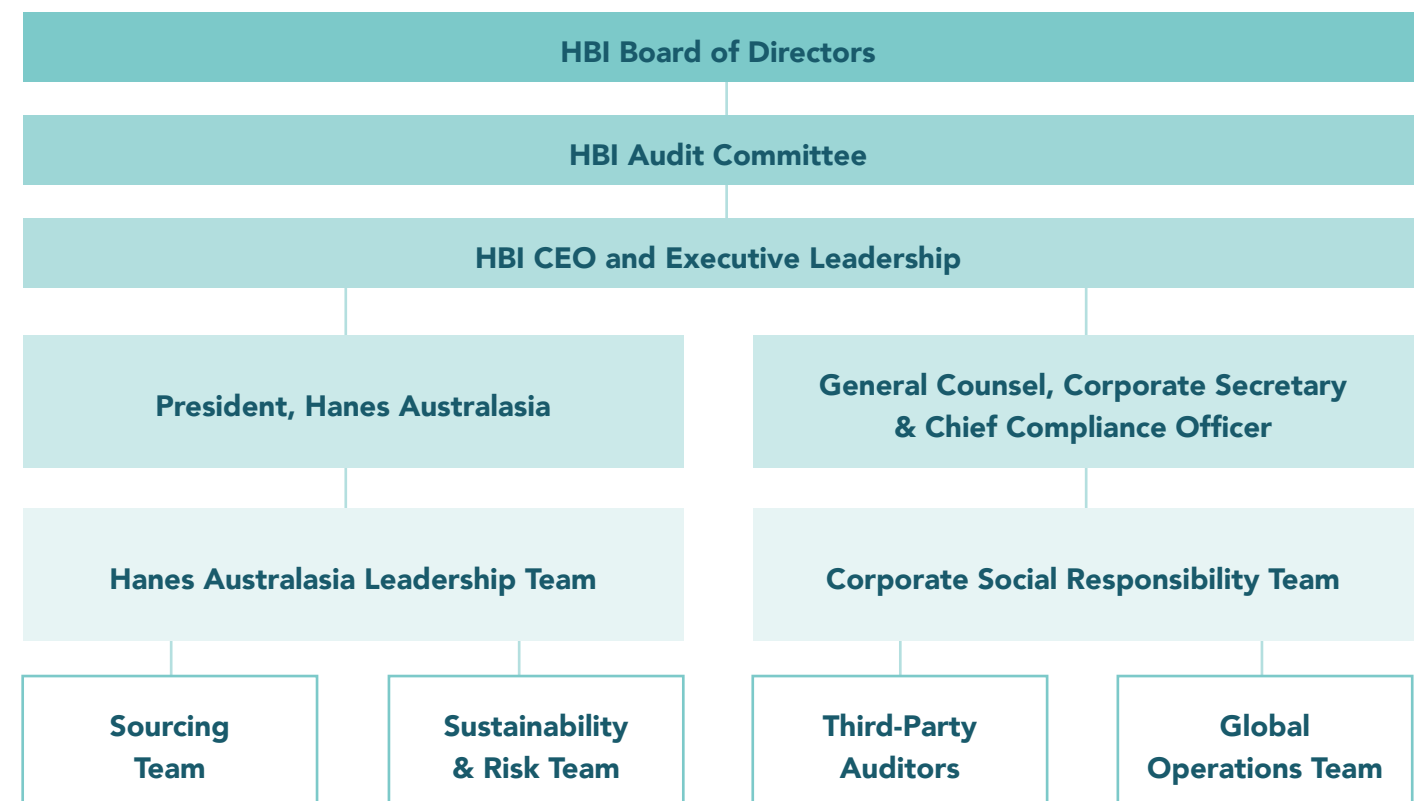 HBI Board of Directors
HBI Audit Committee
HBI CEO and Executive Leadership
President, Hanes Australasia
General Counsel, Corporate Secretary
& Chief Compliance Officer
Hanes Australasia Leadership Team
Corporate Social Responsibility Team
Sourcing
Team
Sustainability
& Risk Team
Third-Party
Auditors
Global
Operations Team